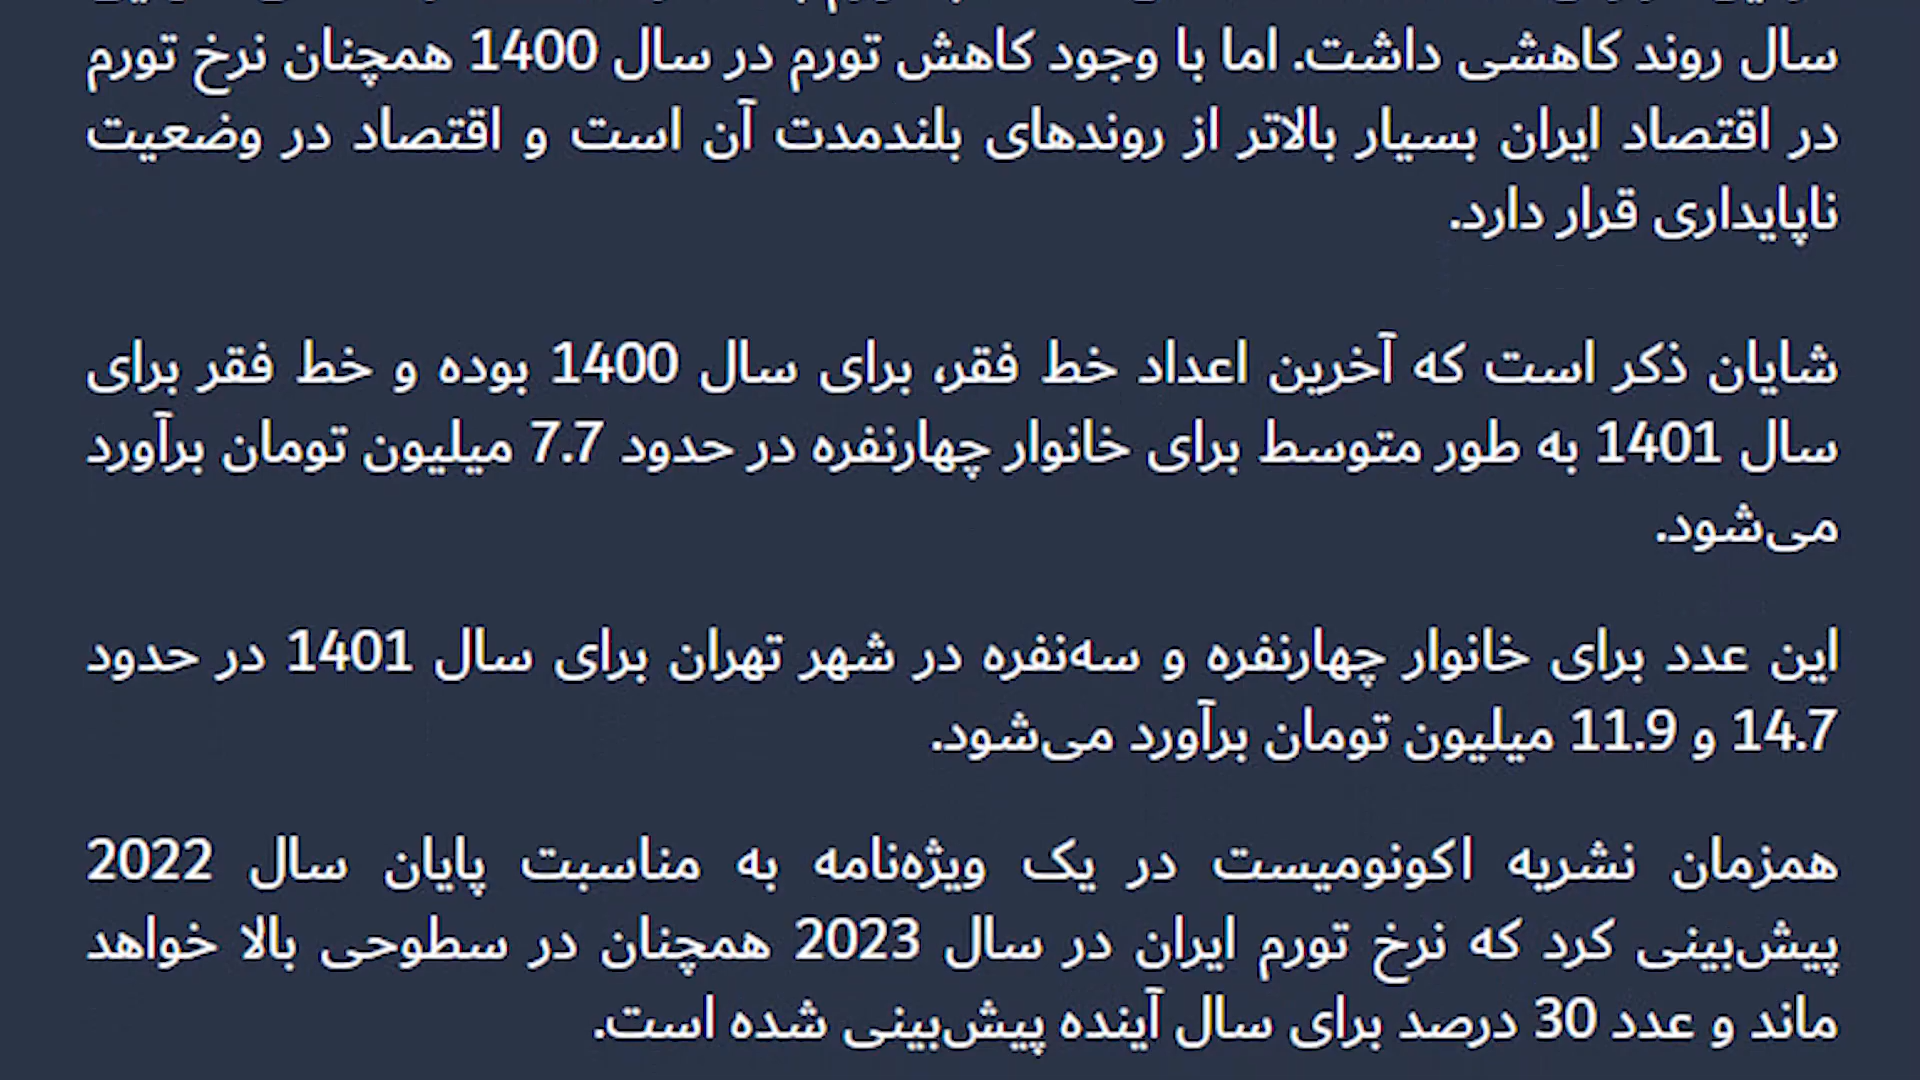 سال روند کاهشی داشت. اما با وجود کاهش تورم در سال 1400 همچنان نرخ تورم
در اقتصاد ایران بسیار بالاتر از روندهای بلندمدت آن است و اقتصاد در وضعیت
ناپایداری قرار دارد.
شایان ذکر است که آخرین اعداد خط فقر، برای سال 1400 بوده و خط فقر برای
سال 1401 به طور متوسط برای خانوار چهارنفره در حدود 7.7 میلیون تومان برآورد
می‌شود.
این عدد برای خانوار چهارنفره و سه‌نفره در شهر تهران برای سال 1401 در حدود
14.7 و 11.9 میلیون تومان برآورد می‌شود.
همزمان نشریه اکونومیست در یک ویژه‌نامه به مناسبت پایان سال 2022
پیش‌بینی کرد که نرخ تورم ایران در سال 2023 همچنان در سطوحی بالا خواهد
ماند و عدد 30 درصد برای سال آینده پیش‌بینی شده است.